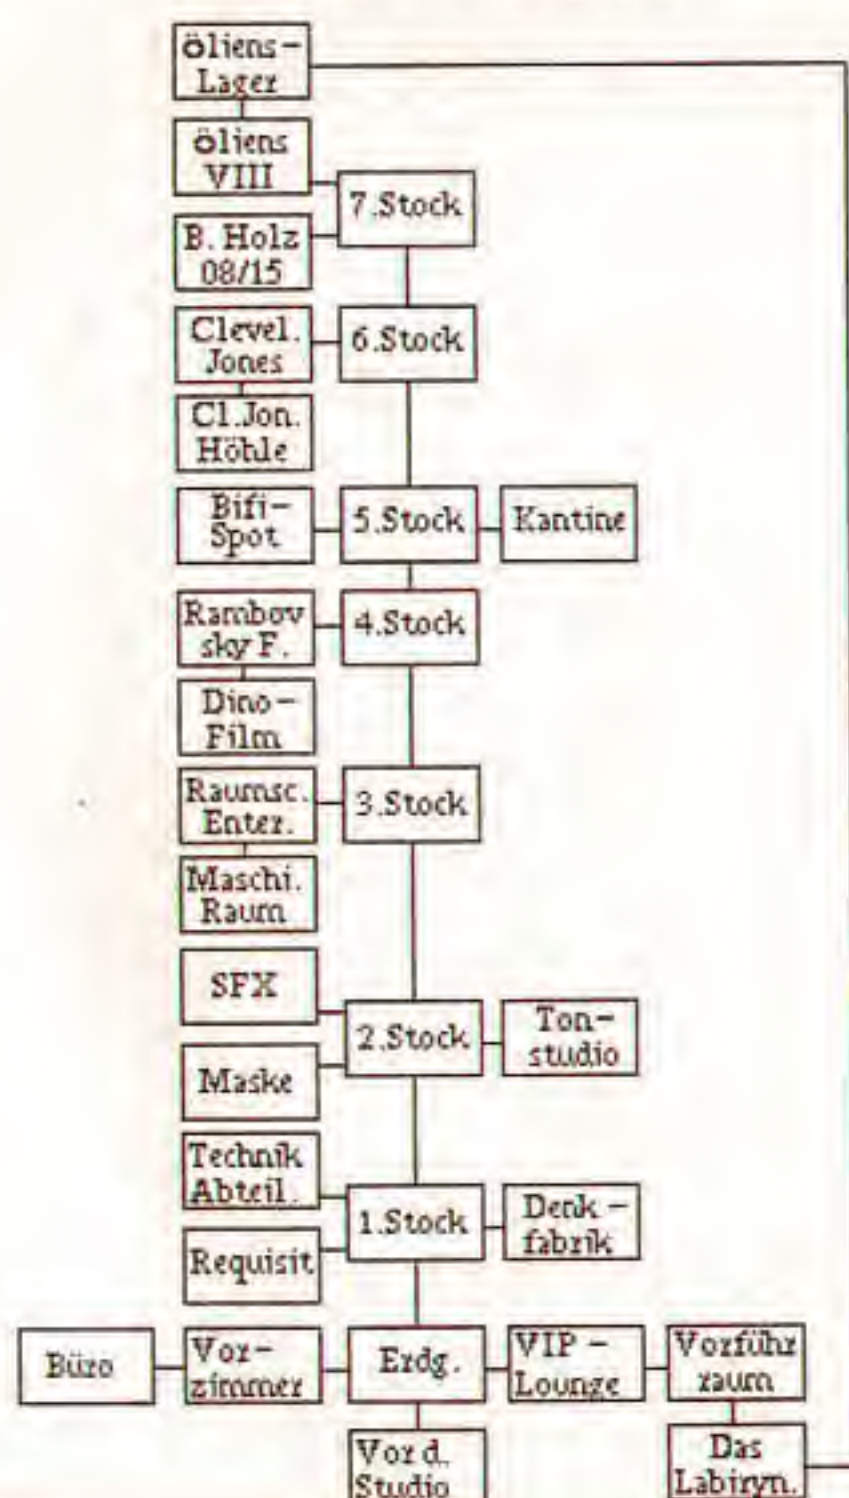 öliens-
Lager
öliens
VIII
7.Stock
B. Holz
08/15
Clevel.
Jones
6.Stock
Cl.Jon.
Höhle
Bifi-
Spot
5.Stock
Kantine
Rambov
sky F.
4.Stock
Dino-
Film
Raumsc.
Enter.
3.Stock
Maschi.
Raum
SFX
2.Stock
Ton-
studio
Maske
Technik
Abteil.
1.Stock
Denk-
fabrik
Requisit
Büro
Vor-
zimmer
Erdg.
VIP-
Lounge
Vorführ
raum
Vor d.
Studio
Das
Labiryn.